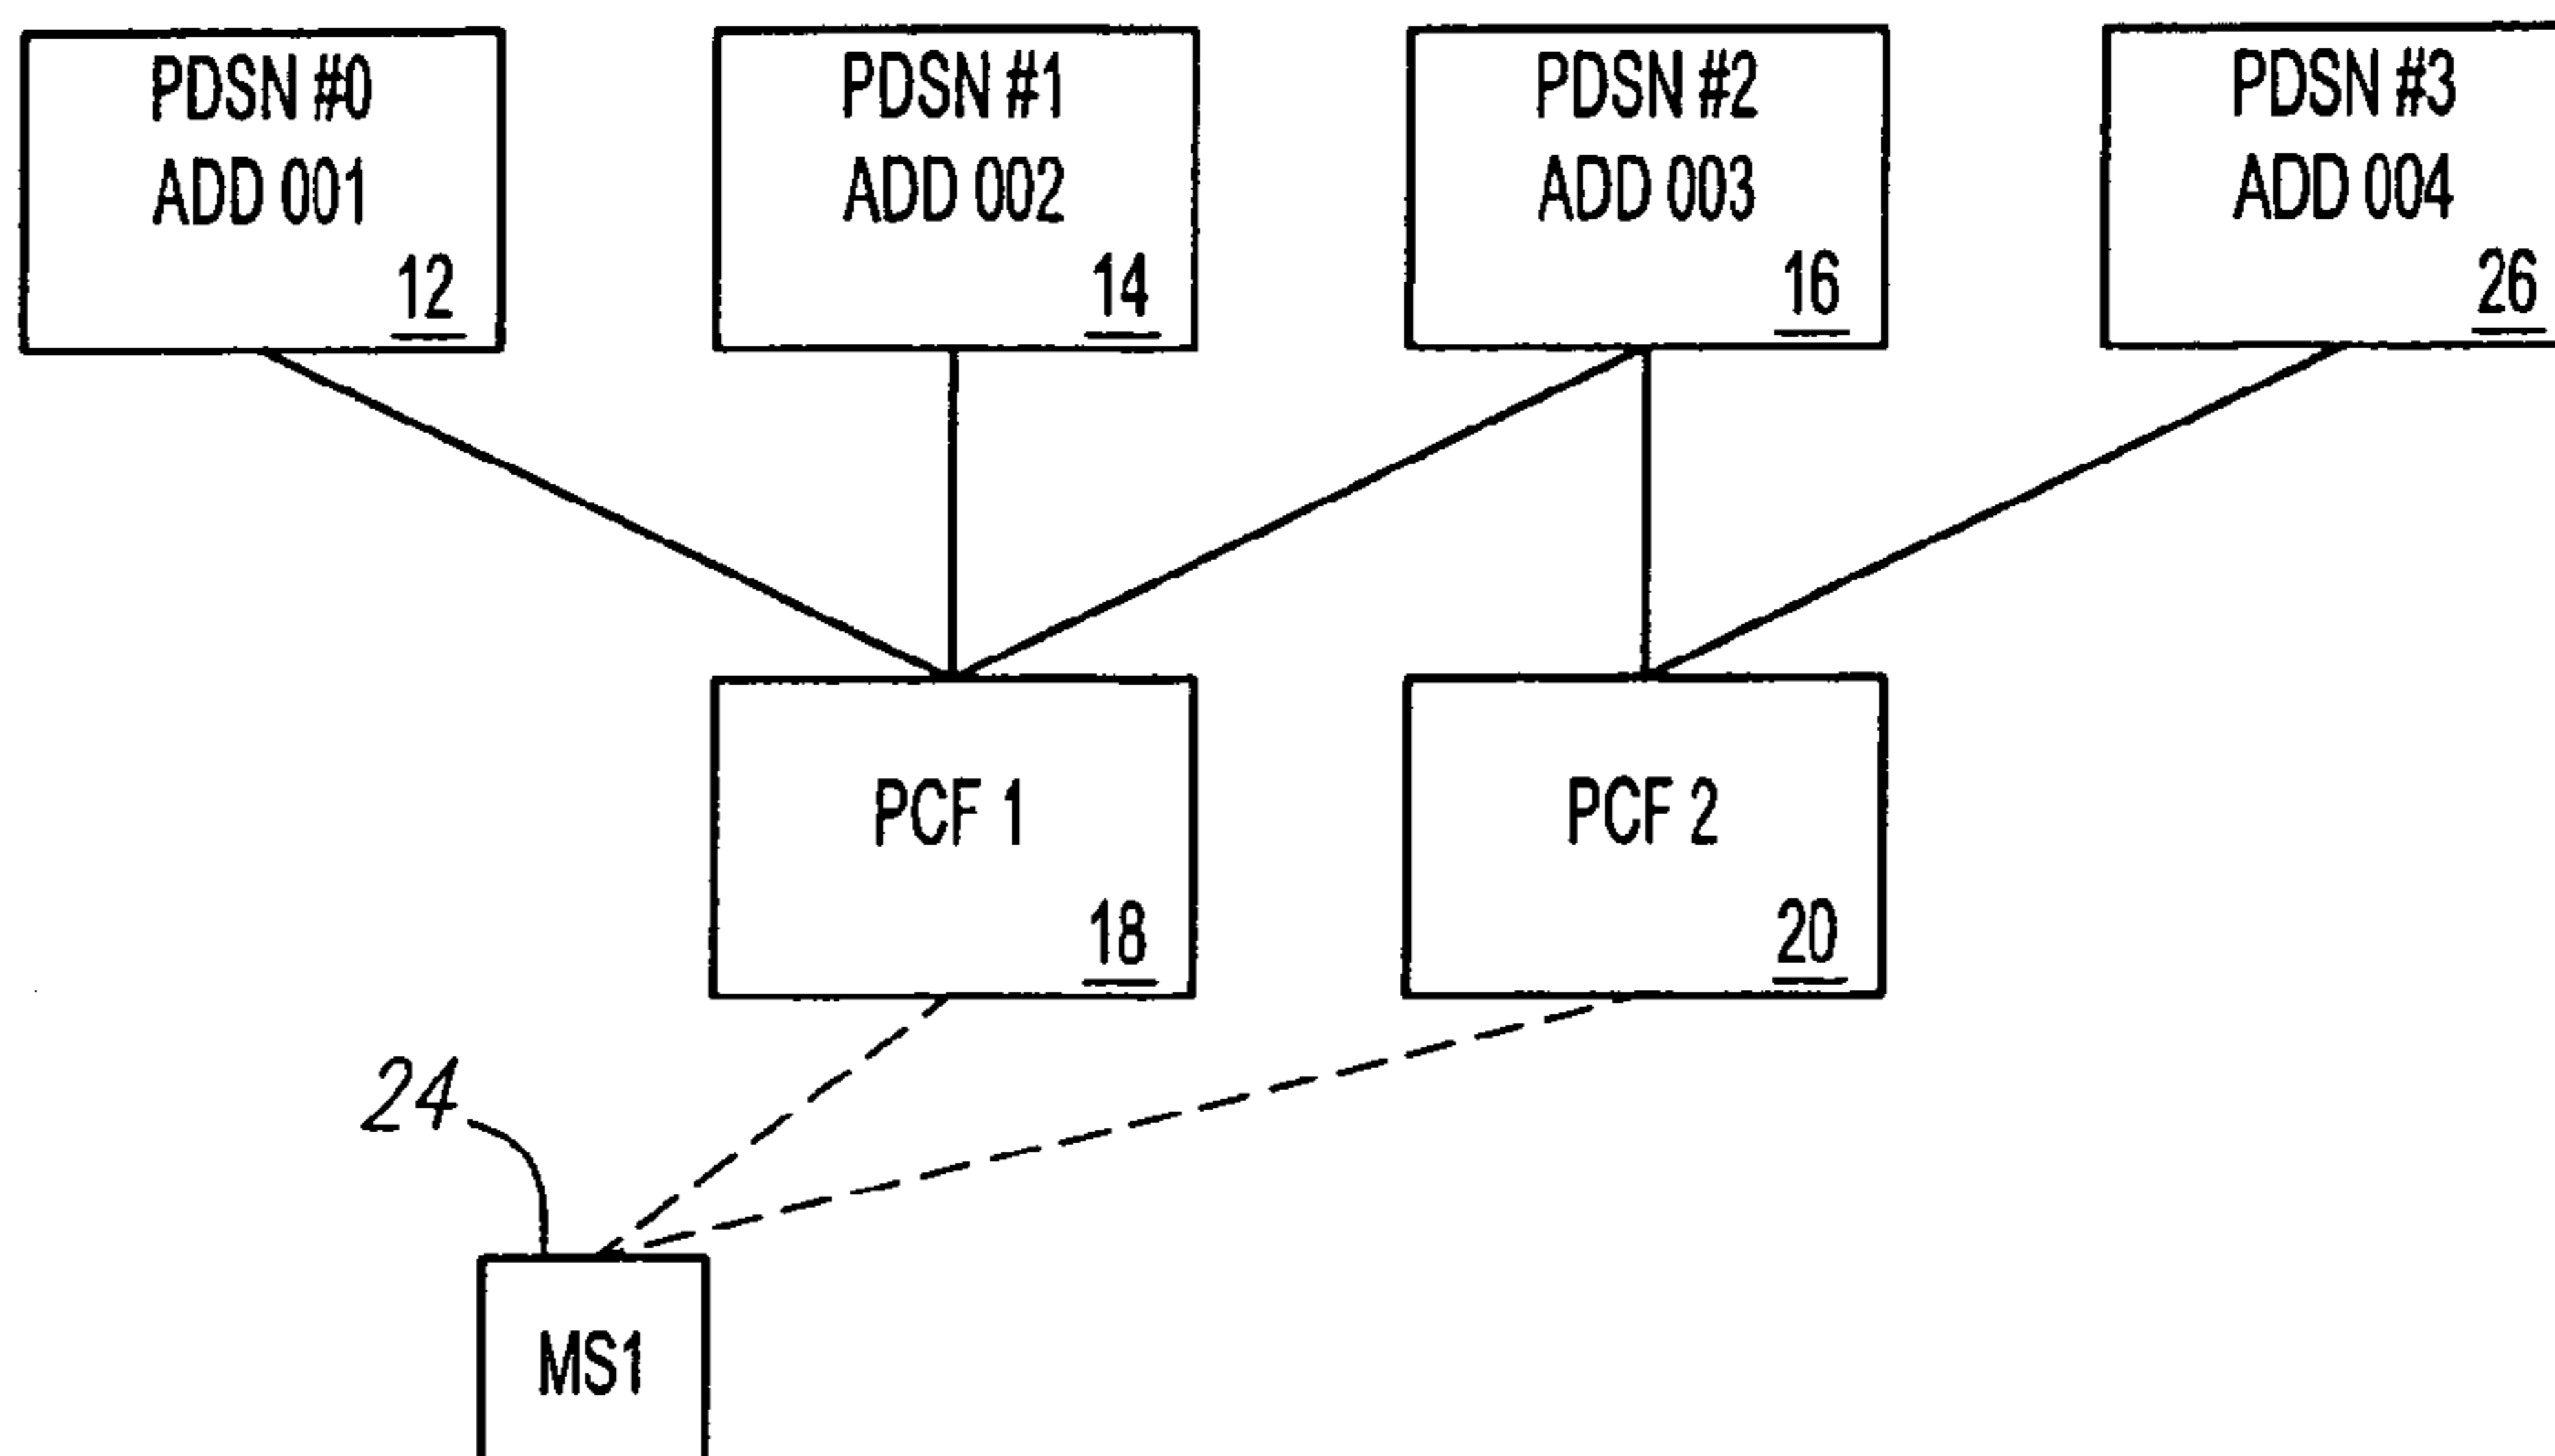 PDSN #0
ADD 001
12
PDSN #1
ADD 002
14
PDSN #2
ADD 003
16
PDSN #3
ADD 004
26
PCF 1
18
PCF 2
20
24
MS1